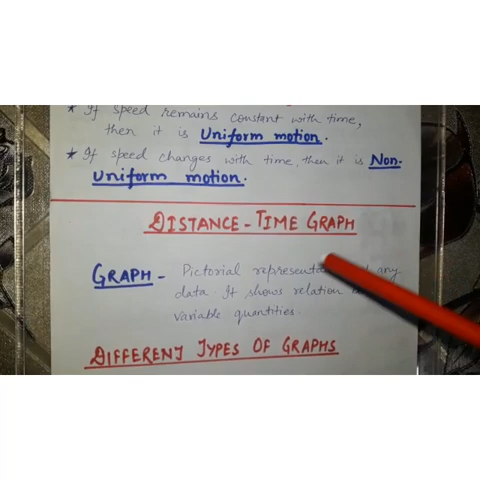 * If speed remains constant with time,
then it is Uniform motion.
* If speed changes with time, then it is Non-
Uniform motion.
DISTANCE - TIME GRAPH
GRAPH - Pictorial any
data. It shows relation
variable quantities.
DIFFERENT TYPES OF GRAPHS